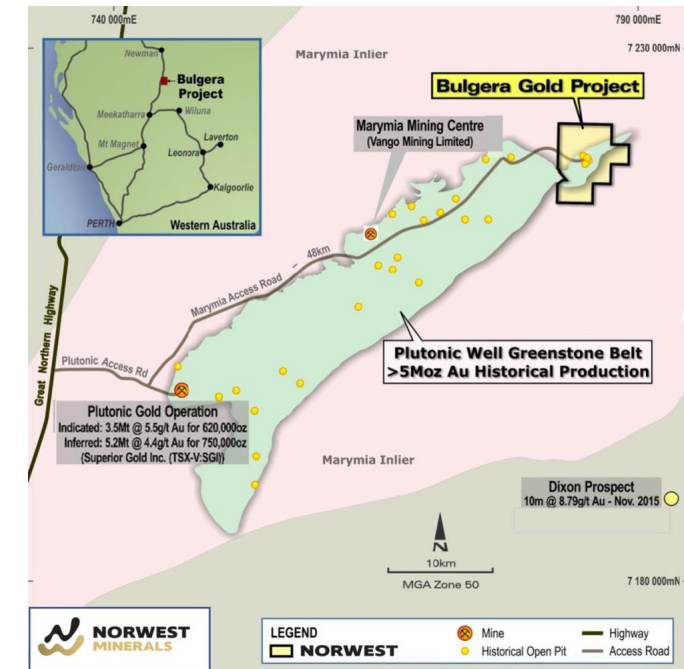 740 000mE
790 000mE
7 230 000mN
Marymia Inlier
Newman
Bulgera
Project
Meekatharra
Wiluna
Mt Magnet
Laverton
Leonora
Geraldton
Kalgoorlie
PERTH
Western Australia
Bulgera Gold Project
Marymia Mining Centre
(Vango Mining Limited)
Great Northern Highway
Marymia Access Road - 48km
Plutonic Access Rd
Plutonic Well Greenstone Belt
>5Moz Au Historical Production
Plutonic Gold Operation
Indicated: 3.5Mt @ 5.5g/t Au for 620,000oz
Inferred: 5.2Mt @ 4.4g/t Au for 750,000oz
(Superior Gold Inc. (TSX-V:SGI))
Marymia Inlier
Dixon Prospect
10m @ 8.79g/t Au - Nov. 2015
N
10km
MGA Zone 50
7 180 000mN
NORWEST
MINERALS
LEGEND
NORWEST
Mine
Historical Open Pit
Highway
Access Road